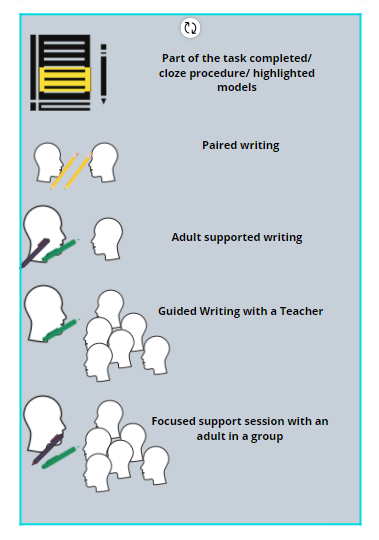 Part of the task completed/
cloze procedure/ highlighted
models
Paired writing
Adult supported writing
Guided Writing with a Teacher
Focused support session with an
adult in a group